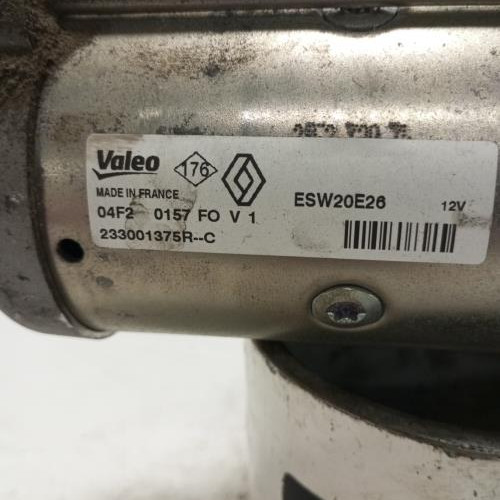 Valeo 176
MADE IN FRANCE
ESW20E26 12V
04F2 0157 FO V 1
233001375R--C